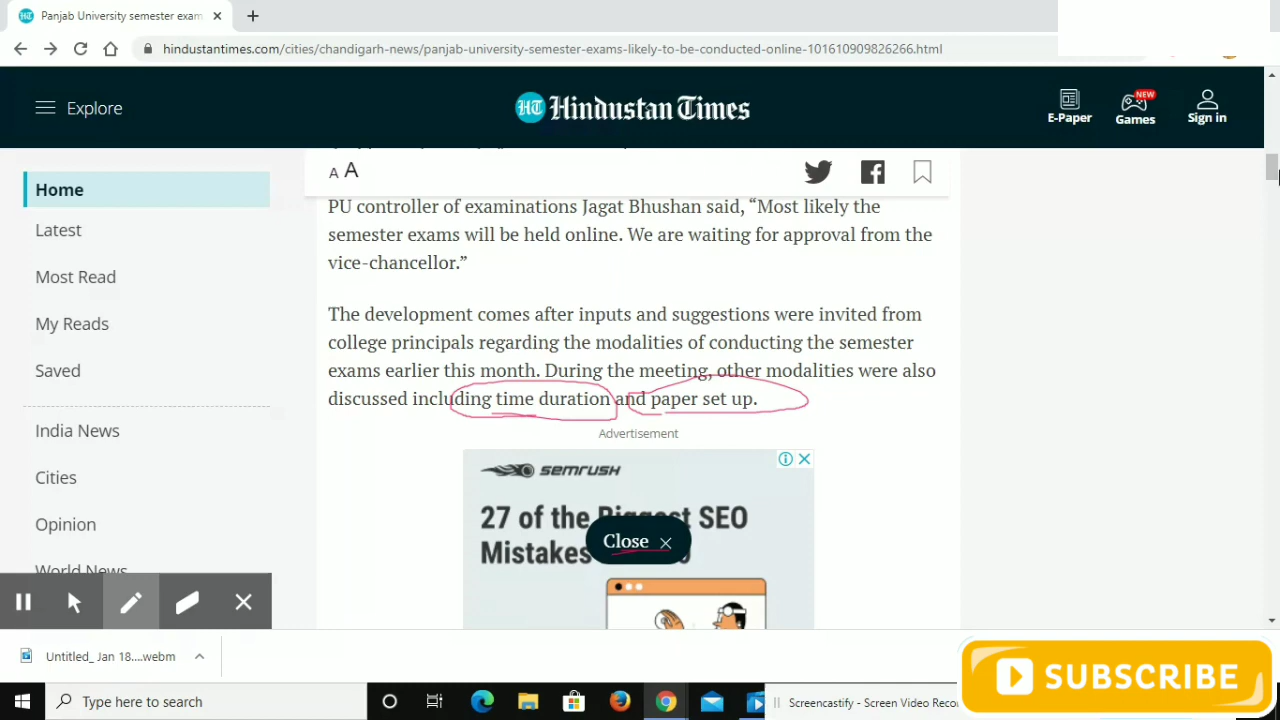 Panjab University semester exam
hindustantimes.com/cities/chandigarh-news/panjab-university-semester-exams-likely-to-be-conducted-online-101610909826266.html
Explore
HT Hindustan Times
E-Paper
NEW
Games
Sign in
A A
Home
Latest
Most Read
My Reads
Saved
India News
Cities
Opinion
World News
PU controller of examinations Jagat Bhushan said, “Most likely the
semester exams will be held online. We are waiting for approval from the
vice-chancellor.”
The development comes after inputs and suggestions were invited from
college principals regarding the modalities of conducting the semester
exams earlier this month. During the meeting, other modalities were also
discussed including time duration and paper set up.
Advertisement
SEMRUSH
27 of the Biggest SEO
Mistakes
Close
Untitled_ Jan 18....webm
SUBSCRIBE
Type here to search
Screencastify - Screen Video Reco